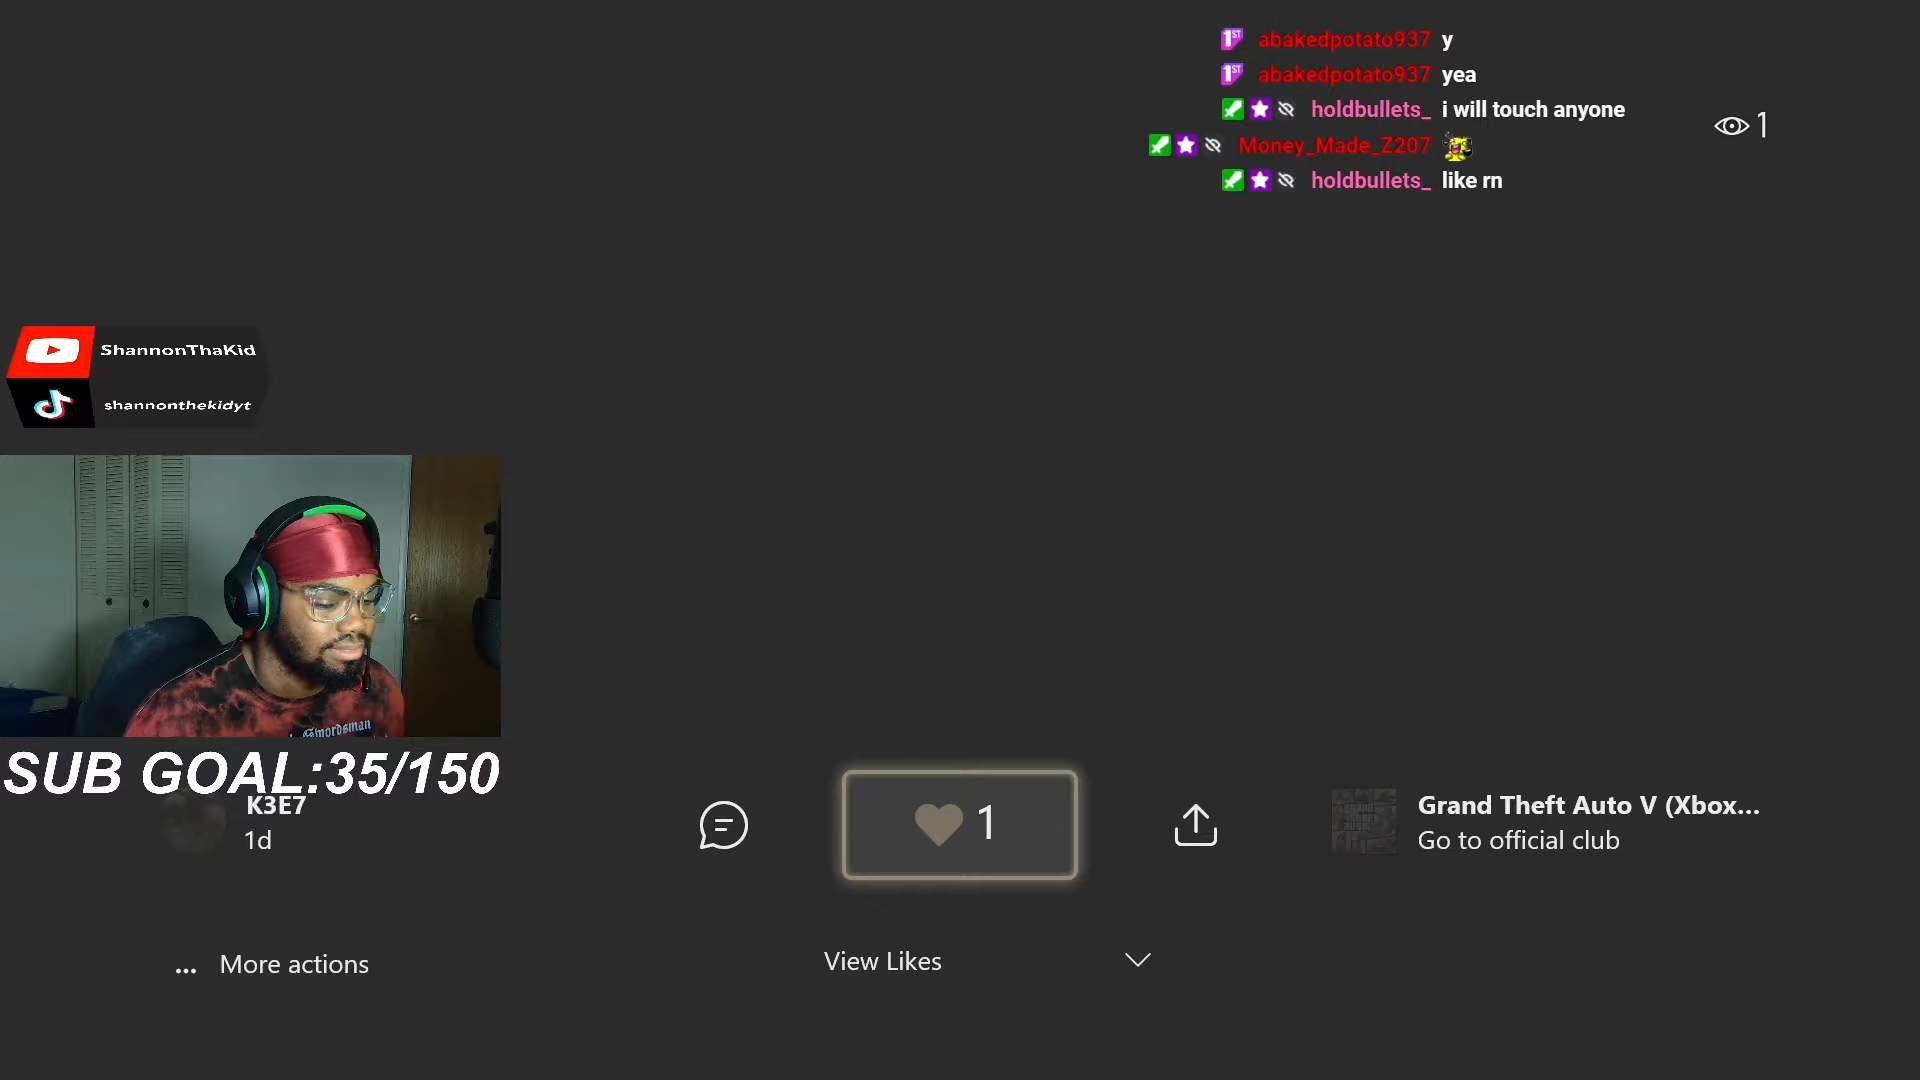 abakedpotato937 y
abakedpotato937 yea
holdbullets_ i will touch anyone
1
Money_Made_Z207
holdbullets_ like rn
ShannonThaKid
shannonthekidyt
Swordsman
SUB GOAL:35/150
K3E7
1d
1
Grand Theft Auto V (Xbox...
Go to official club
... More actions
View Likes